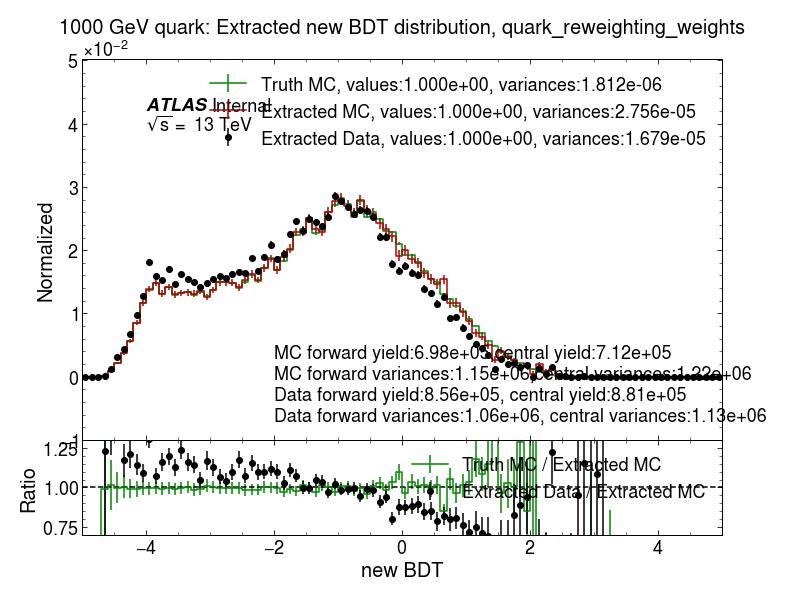 1000 GeV quark: Extracted new BDT distribution, quark_reweighting_weights
×10⁻²
5
4
3
2
1
0
−1
Normalized
ATLAS Internal
√s = 13 TeV
Truth MC, values:1.000e+00, variances:1.812e-06
Extracted MC, values:1.000e+00, variances:2.756e-05
Extracted Data, values:1.000e+00, variances:1.679e-05
MC forward yield:6.98e+05, central yield:7.12e+05
MC forward variances:1.15e+06, central variances:1.22e+06
Data forward yield:8.56e+05, central yield:8.81e+05
Data forward variances:1.06e+06, central variances:1.13e+06
1.25
1.00
0.75
Ratio
Truth MC / Extracted MC
Extracted Data / Extracted MC
−4 −2 0 2 4
new BDT